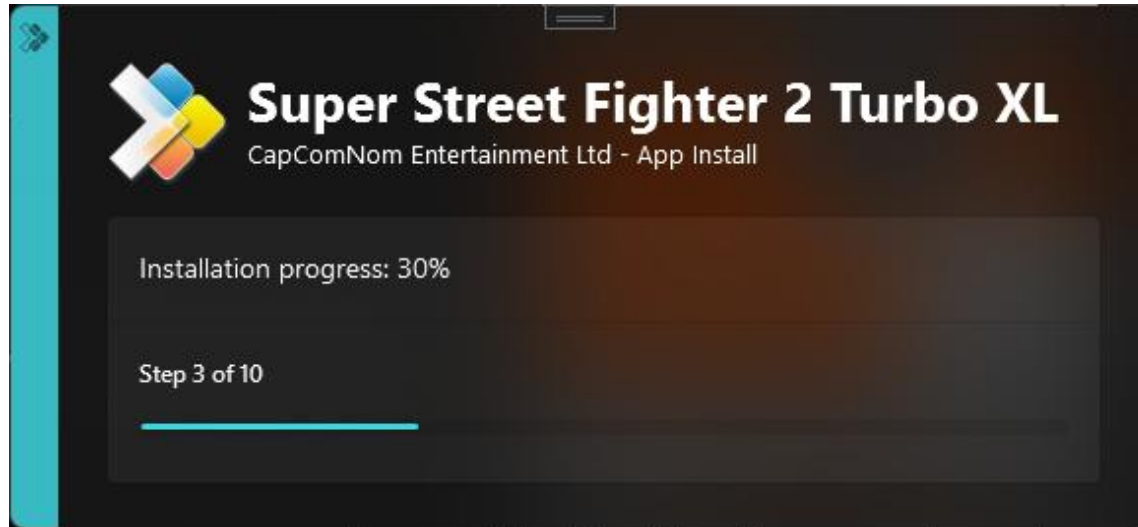 Super Street Fighter 2 Turbo XL
CapComNom Entertainment Ltd - App Install
Installation progress: 30%
Step 3 of 10